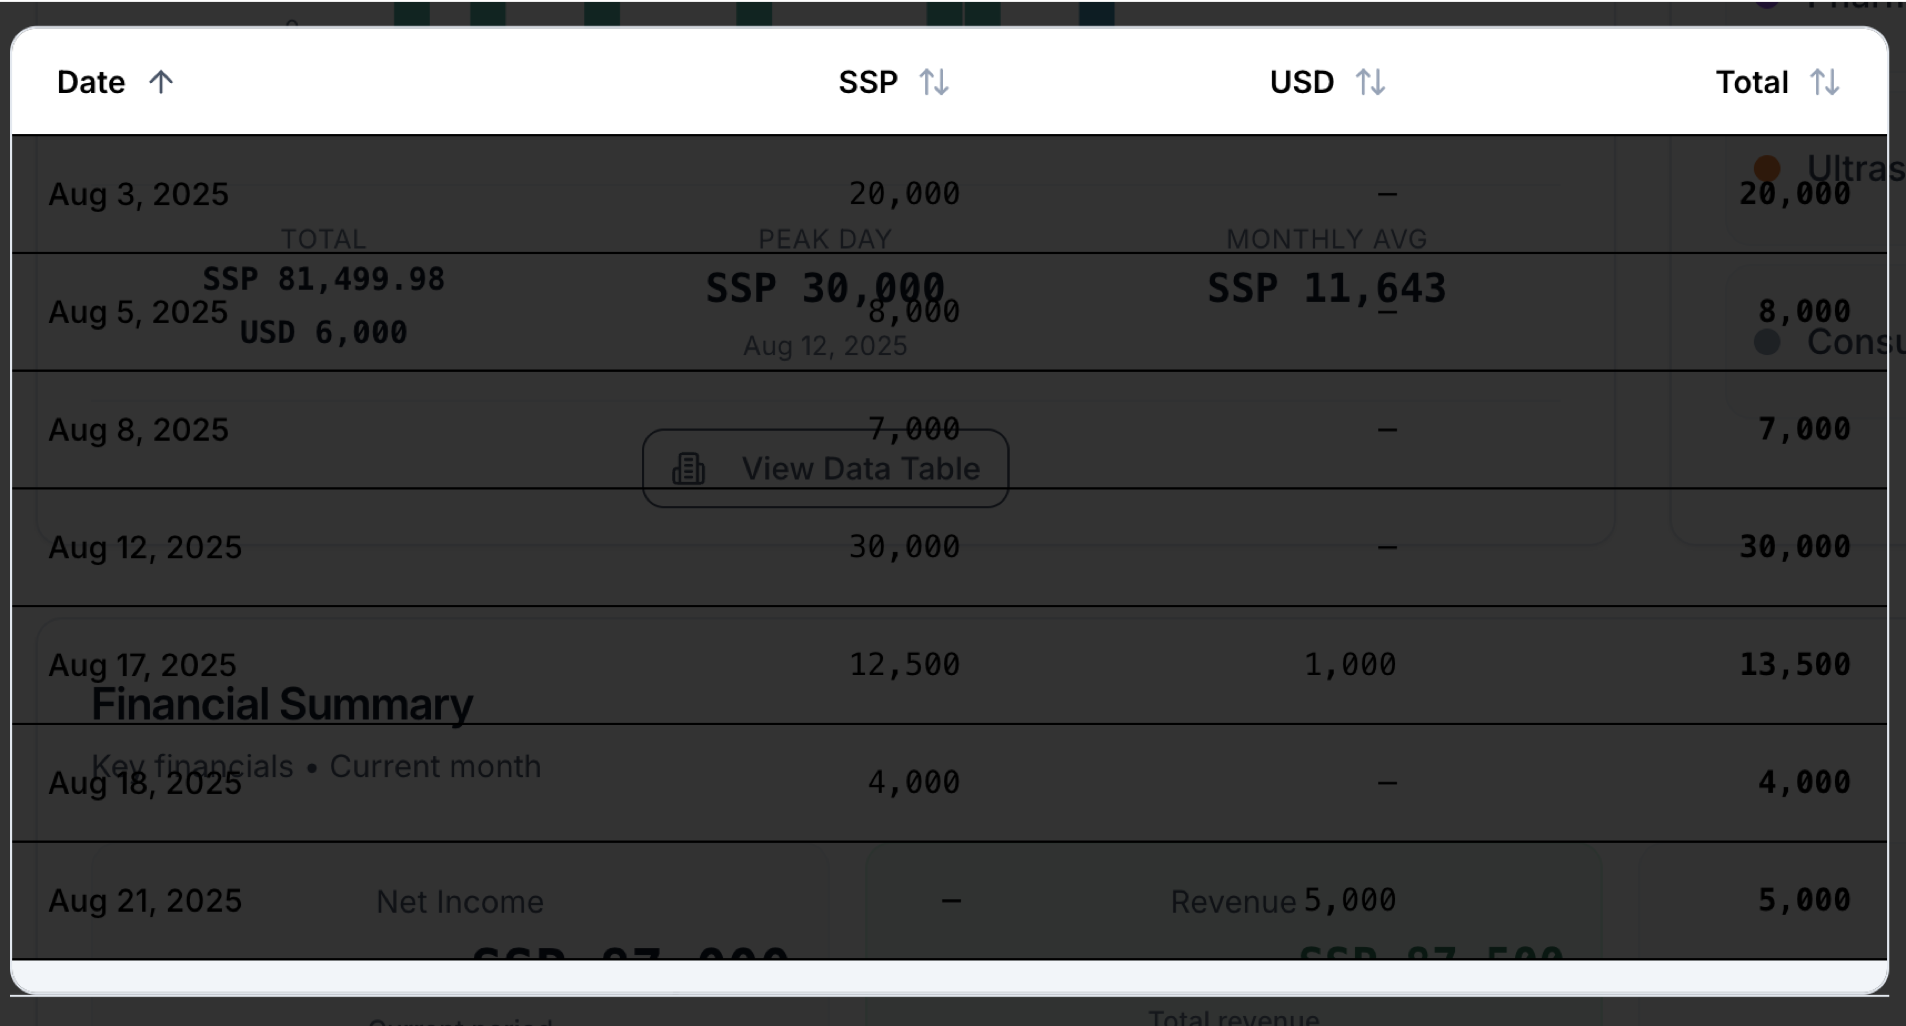 Date SSP USD Total
Ultras
Aug 3, 2025 20,000 – 20,000
TOTAL PEAK DAY MONTHLY AVG
SSP 81,499.98 SSP 30,000 SSP 11,643
Aug 5, 2025 8,000 – 8,000
USD 6,000 Aug 12, 2025 Consu
Aug 8, 2025 7,000 – 7,000
View Data Table
Aug 12, 2025 30,000 – 30,000
Aug 17, 2025 12,500 1,000 13,500
Financial Summary
Key financials • Current month
Aug 18, 2025 4,000 – 4,000
Aug 21, 2025 – 5,000 5,000
Net Income Revenue
Total revenue